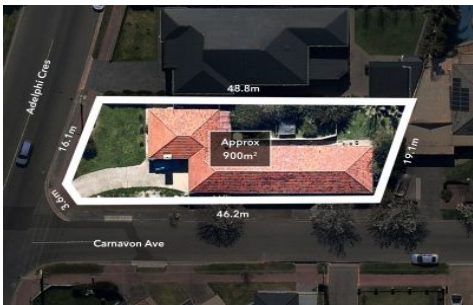 48.8m
Adelphi Cres
16.1m
Approx
900m²
19.1m
3.6m
46.2m
Carnavon Ave